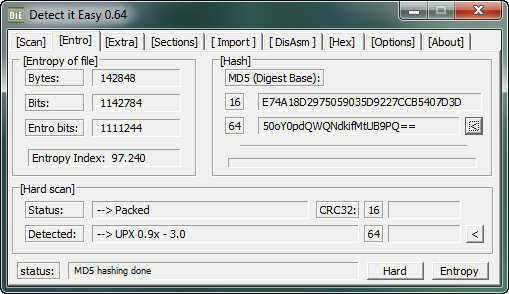 DiE Detect it Easy 0.64
[Scan] [Entro] [Extra] [Sections] [ Import ] [ DisAsm ] [Hex] [Options] [About]
[Entropy of file]
Bytes: 142848
Bits: 1142784
Entro bits: 1111244
Entropy Index: 97.240
[Hash]
MD5 (Digest Base):
16 E74A18D2975059035D9227CCB5407D3D
64 50oY0pdQWQNdkifMtUB9PQ== <
[Hard scan]
Status: --> Packed CRC32: 16
Detected: --> UPX 0.9x - 3.0 64 <
status: MD5 hashing done Hard Entropy